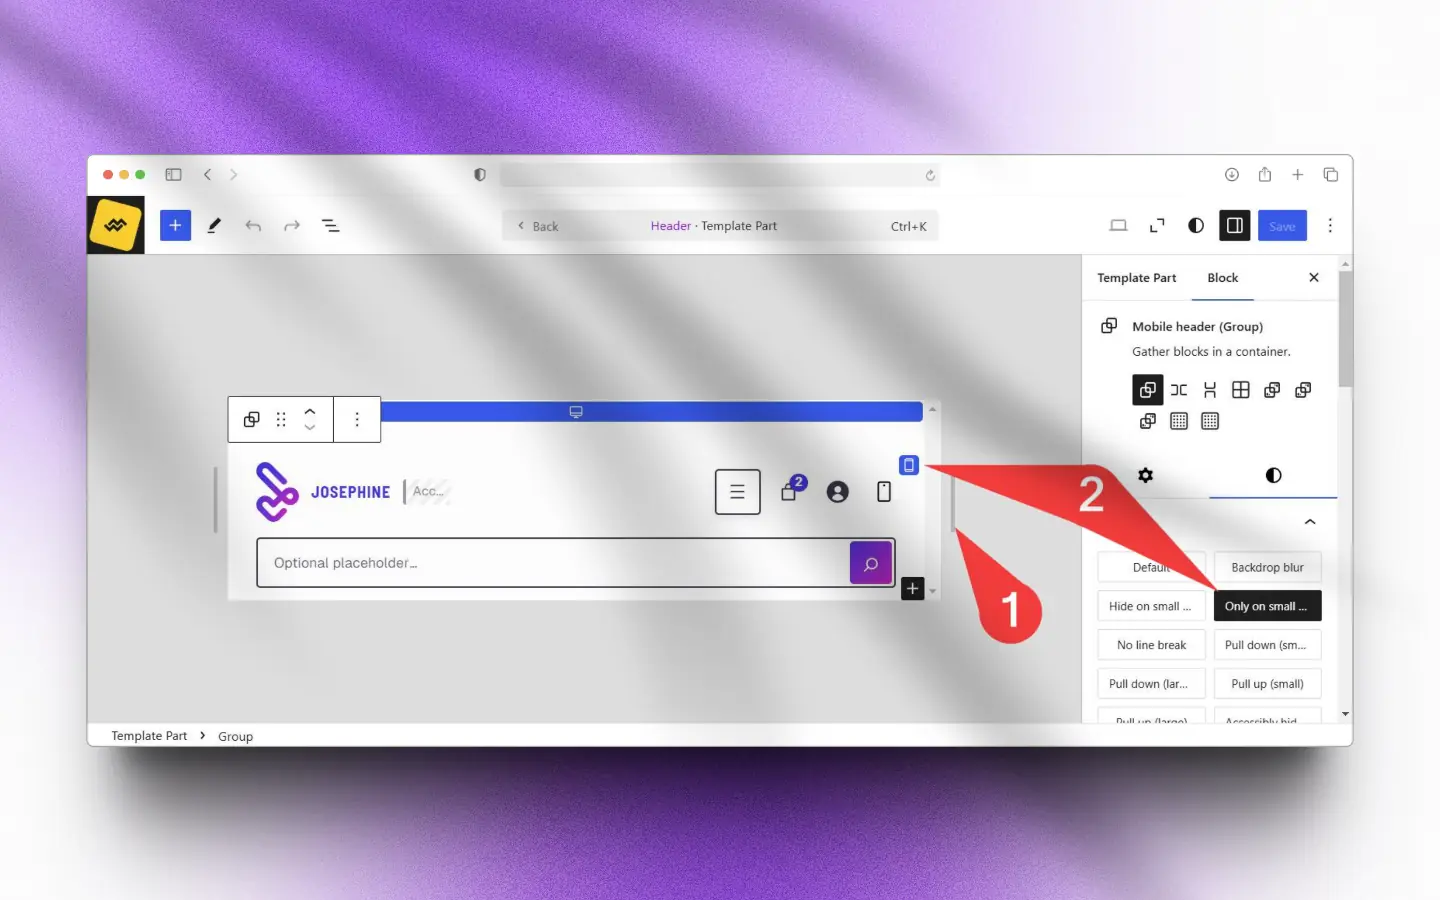 Back
Header · Template Part
Ctrl+K
Save
Template Part
Block
Mobile header (Group)
Gather blocks in a container.
JOSEPHINE
Acc...
2
Optional placeholder...
1
2
Default
Backdrop blur
Hide on small ...
Only on small ...
No line break
Pull down (sm...
Pull down (lar...
Pull up (small)
Pull up (large)
Accessibly hid...
Template Part
Group